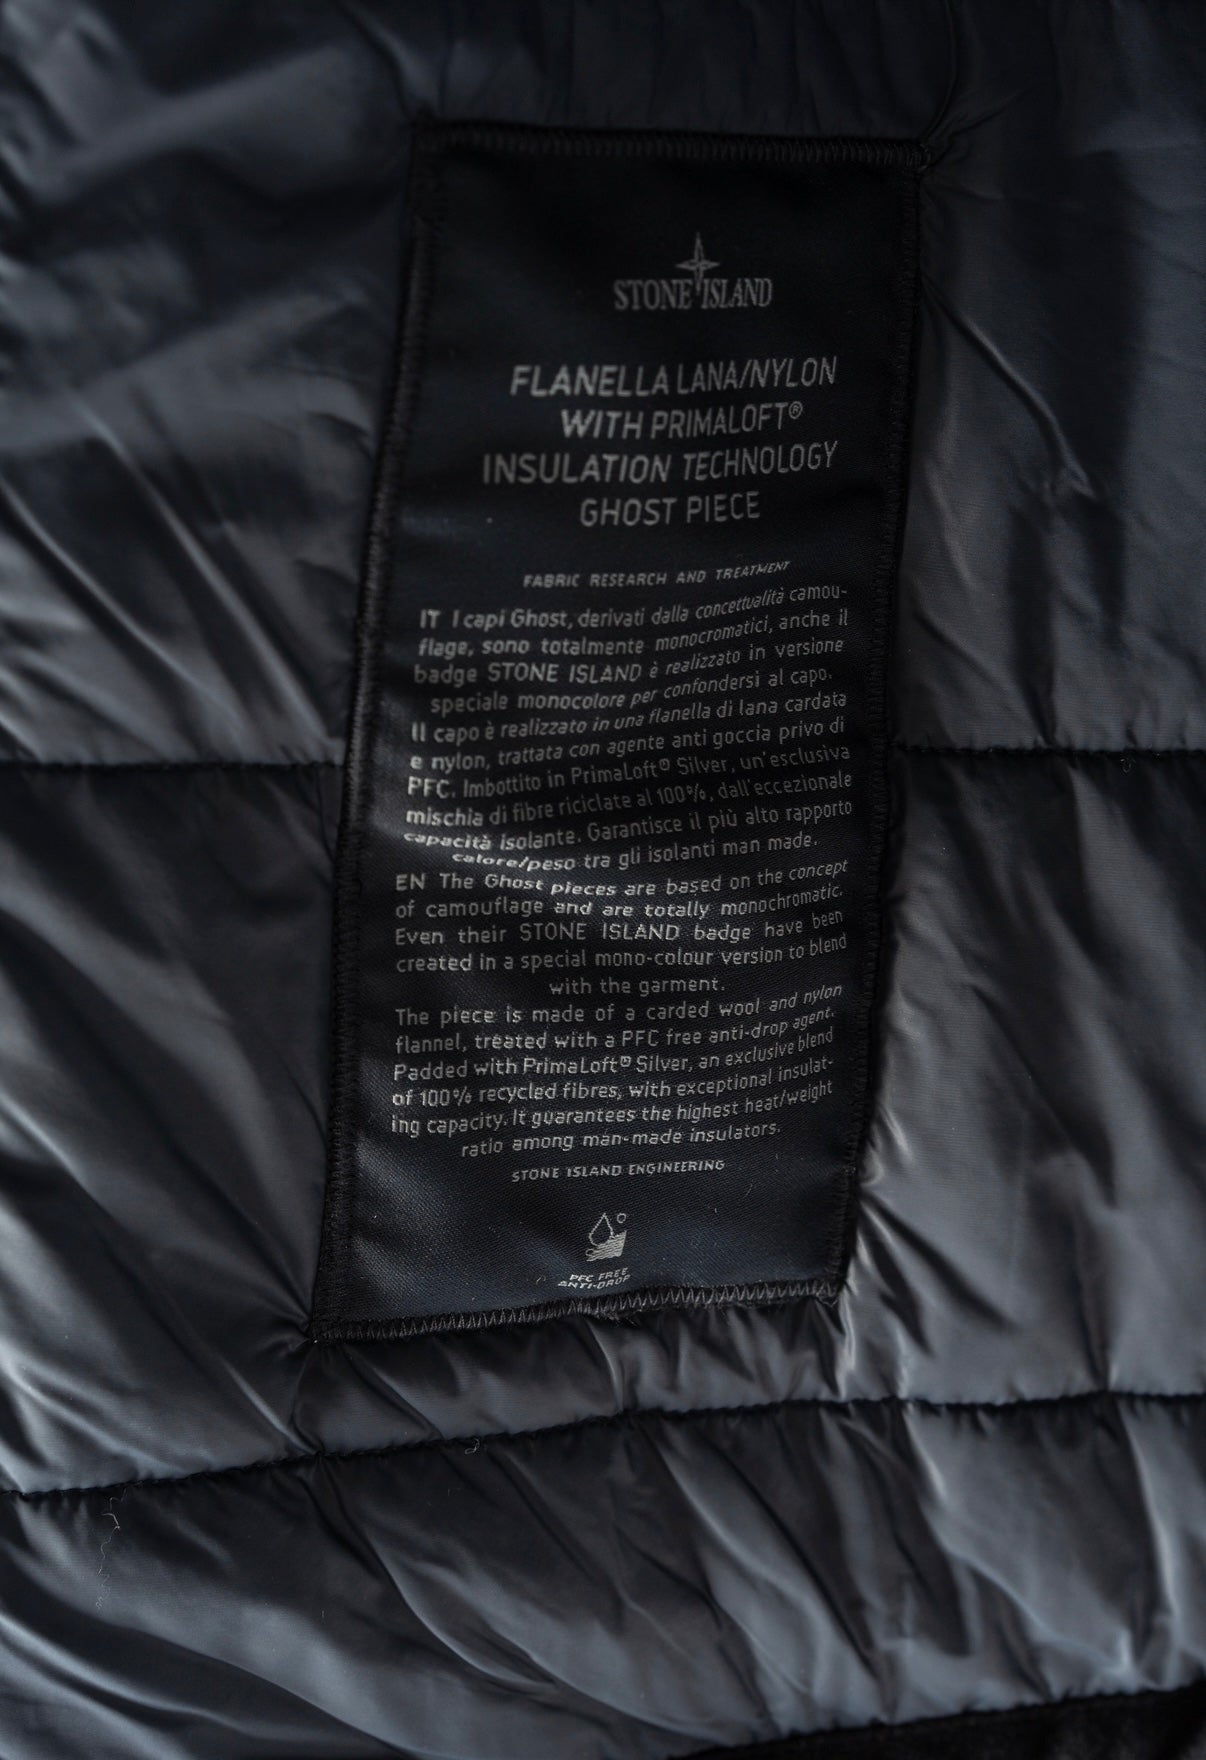 STONE ISLAND
FLANELLA LANA/NYLON
WITH PRIMALOFT®
INSULATION TECHNOLOGY
GHOST PIECE
FABRIC RESEARCH AND TREATMENT
IT I capi Ghost, derivati dalla concettualità camou-
flage, sono totalmente monocromatici, anche il
badge STONE ISLAND è realizzato in versione
speciale monocolore per confondersi al capo.
Il capo è realizzato in una flanella di lana cardata
e nylon, trattata con agente anti goccia privo di
PFC. Imbottito in PrimaLoft® Silver, un'esclusiva
mischia di fibre riciclate al 100%, dall'eccezionale
capacità isolante. Garantisce il più alto rapporto
calore/peso tra gli isolanti man made.
EN The Ghost pieces are based on the concept
of camouflage and are totally monochromatic.
Even their STONE ISLAND badge have been
created in a special mono-colour version to blend
with the garment.
The piece is made of a carded wool and nylon
flannel, treated with a PFC free anti-drop agent.
Padded with PrimaLoft® Silver, an exclusive blend
of 100% recycled fibres, with exceptional insulat-
ing capacity. It guarantees the highest heat/weight
ratio among man-made insulators.
STONE ISLAND ENGINEERING
PFC FREE
ANTI-DROP